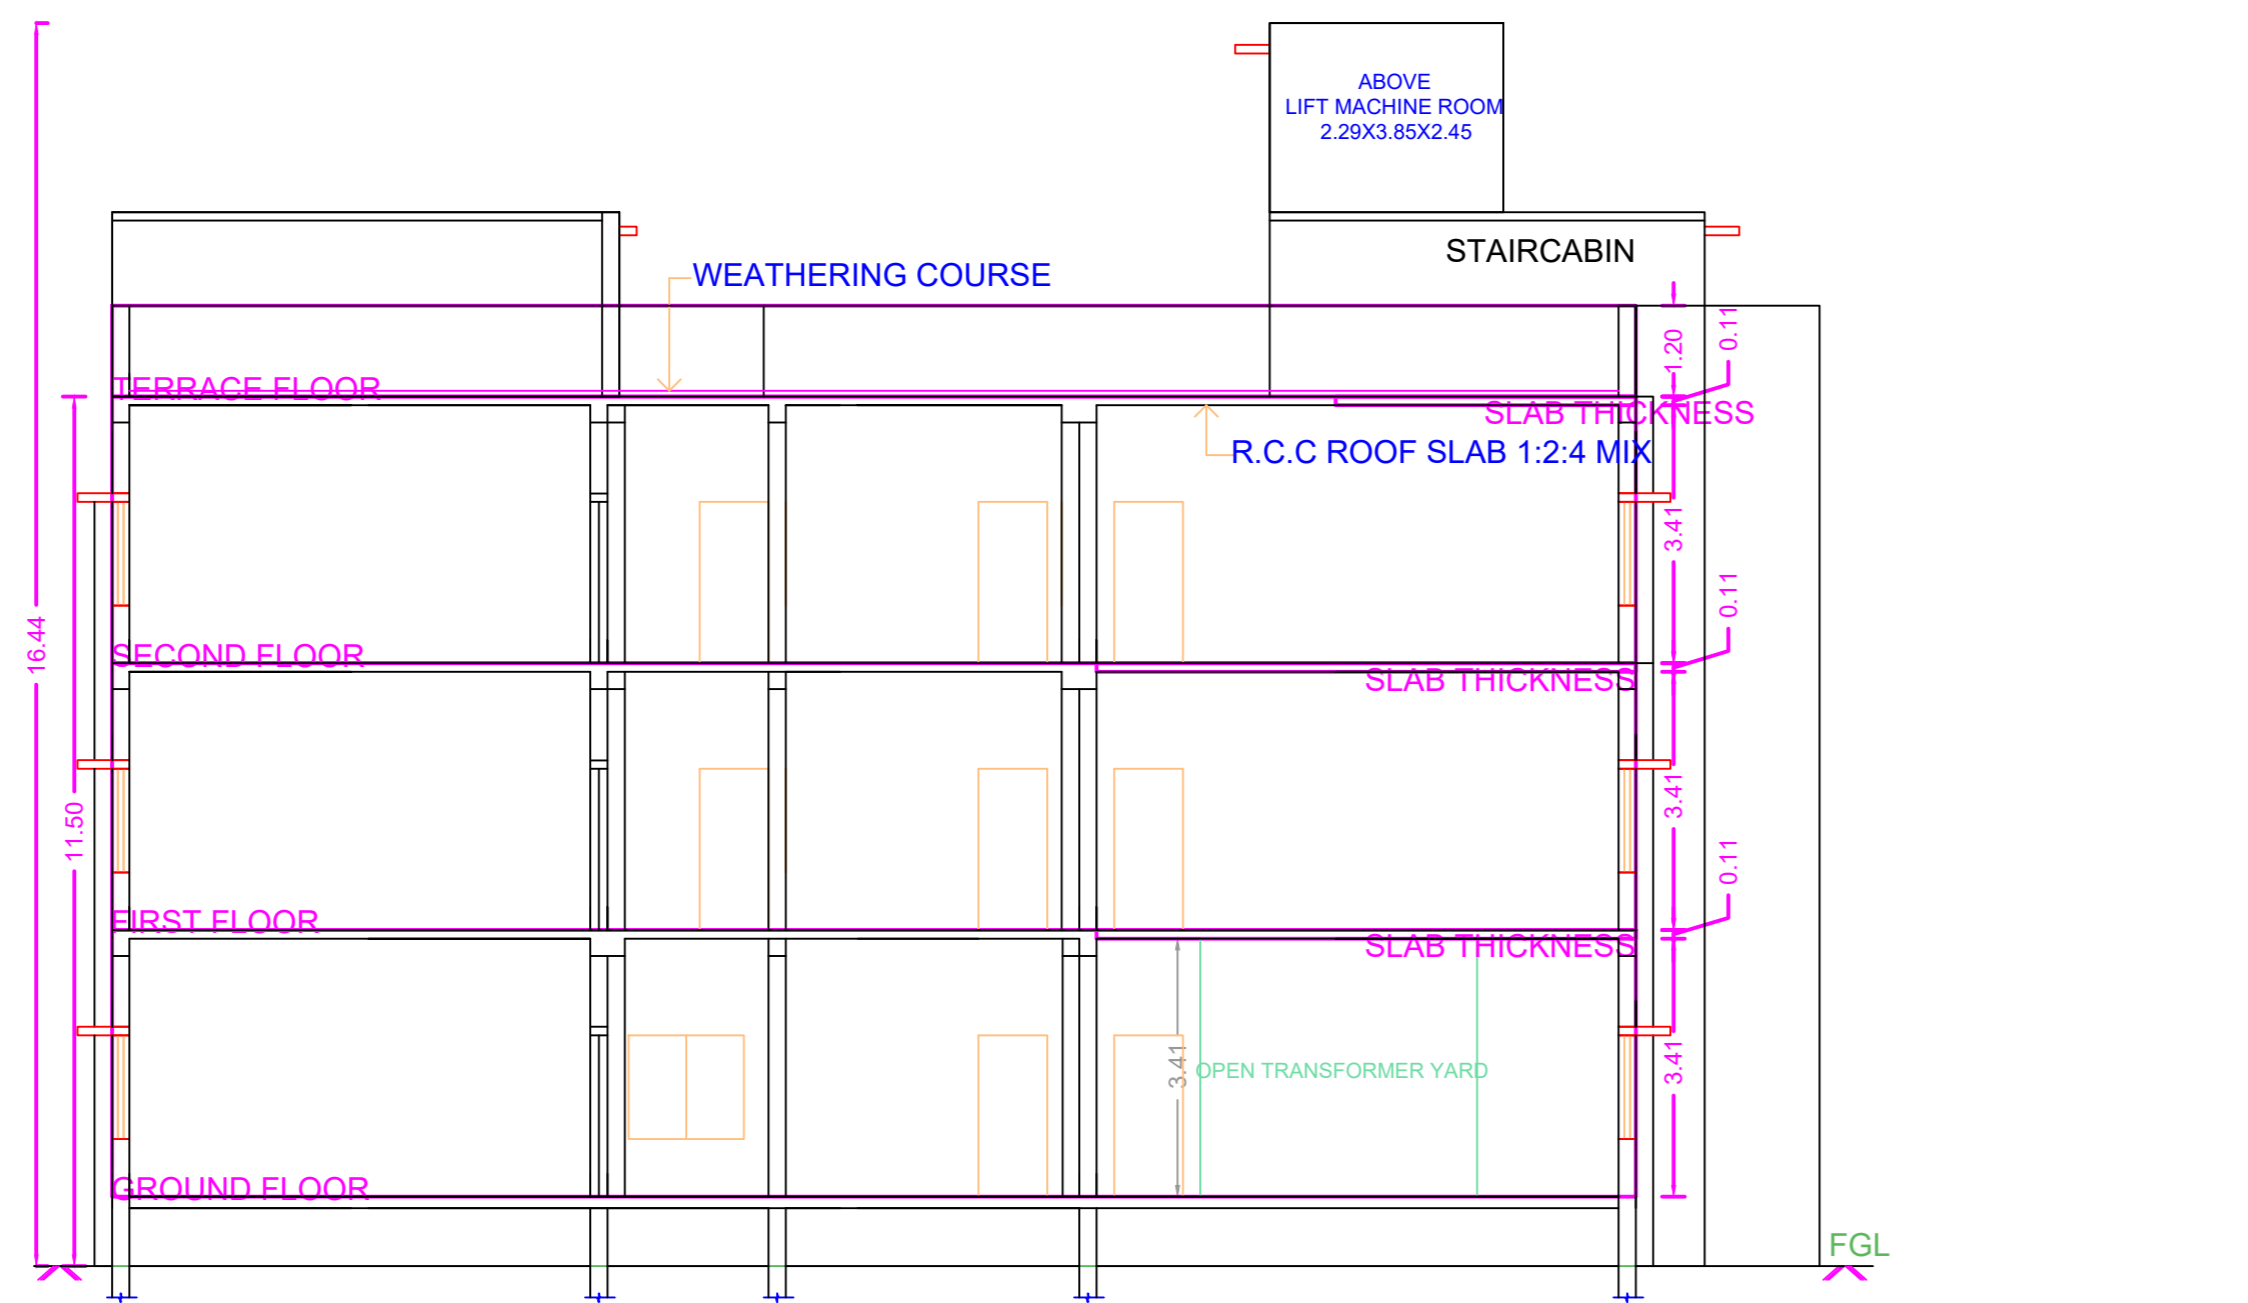 ABOVE
LIFT MACHINE ROOM
2.29X3.85X2.45
STAIRCABIN
WEATHERING COURSE
1.20
0.11
TERRACE FLOOR
SLAB THICKNESS
R.C.C ROOF SLAB 1:2:4 MIX
3.41
0.11
16.44
SECOND FLOOR
SLAB THICKNESS
11.50
3.41
0.11
FIRST FLOOR
SLAB THICKNESS
3.41
OPEN TRANSFORMER YARD
3.41
GROUND FLOOR
FGL